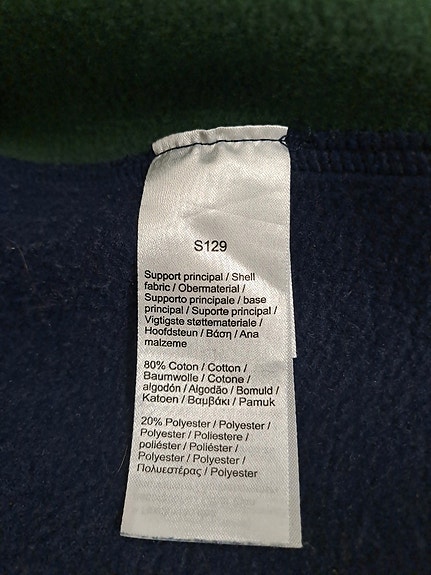 S129
Support principal / Shell
fabric / Obermaterial /
Supporto principale / base
principal / Suporte principal /
Vigtigste støttemateriale /
Hoofdsteun / Βάση / Ana
malzeme
80% Coton / Cotton /
Baumwolle / Cotone /
algodón / Algodão / Bomuld /
Katoen / Βαμβάκι / Pamuk
20% Polyester / Polyester /
Polyester / Poliestere /
poliéster / Poliéster /
Polyester / Polyester /
Πολυεστέρας / Polyester